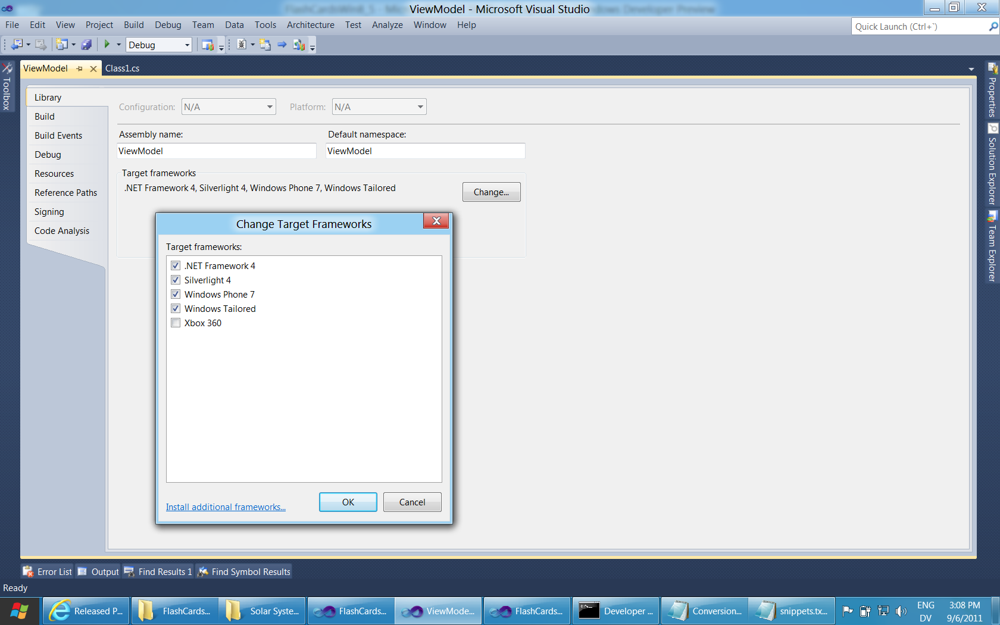 ViewModel - Microsoft Visual Studio
File Edit View Project Build Debug Team Data Tools Architecture Test Analyze Window Help
Quick Launch (Ctrl+`)
Debug
ViewModel Class1.cs
Toolbox
Properties
Solution Explorer
Team Explorer
Library
Build
Build Events
Debug
Resources
Reference Paths
Signing
Code Analysis
Configuration: N/A Platform: N/A
Assembly name: Default namespace:
ViewModel ViewModel
Target frameworks
.NET Framework 4, Silverlight 4, Windows Phone 7, Windows Tailored
Change...
Change Target Frameworks
Target frameworks:
.NET Framework 4
Silverlight 4
Windows Phone 7
Windows Tailored
Xbox 360
Install additional frameworks... OK Cancel
Error List Output Find Results 1 Find Symbol Results
Ready
Released P... FlashCards... Solar Syste... FlashCards... ViewMode... FlashCards... Developer ... Conversion... snippets.tx...
ENG 3:08 PM
DV 9/6/2011